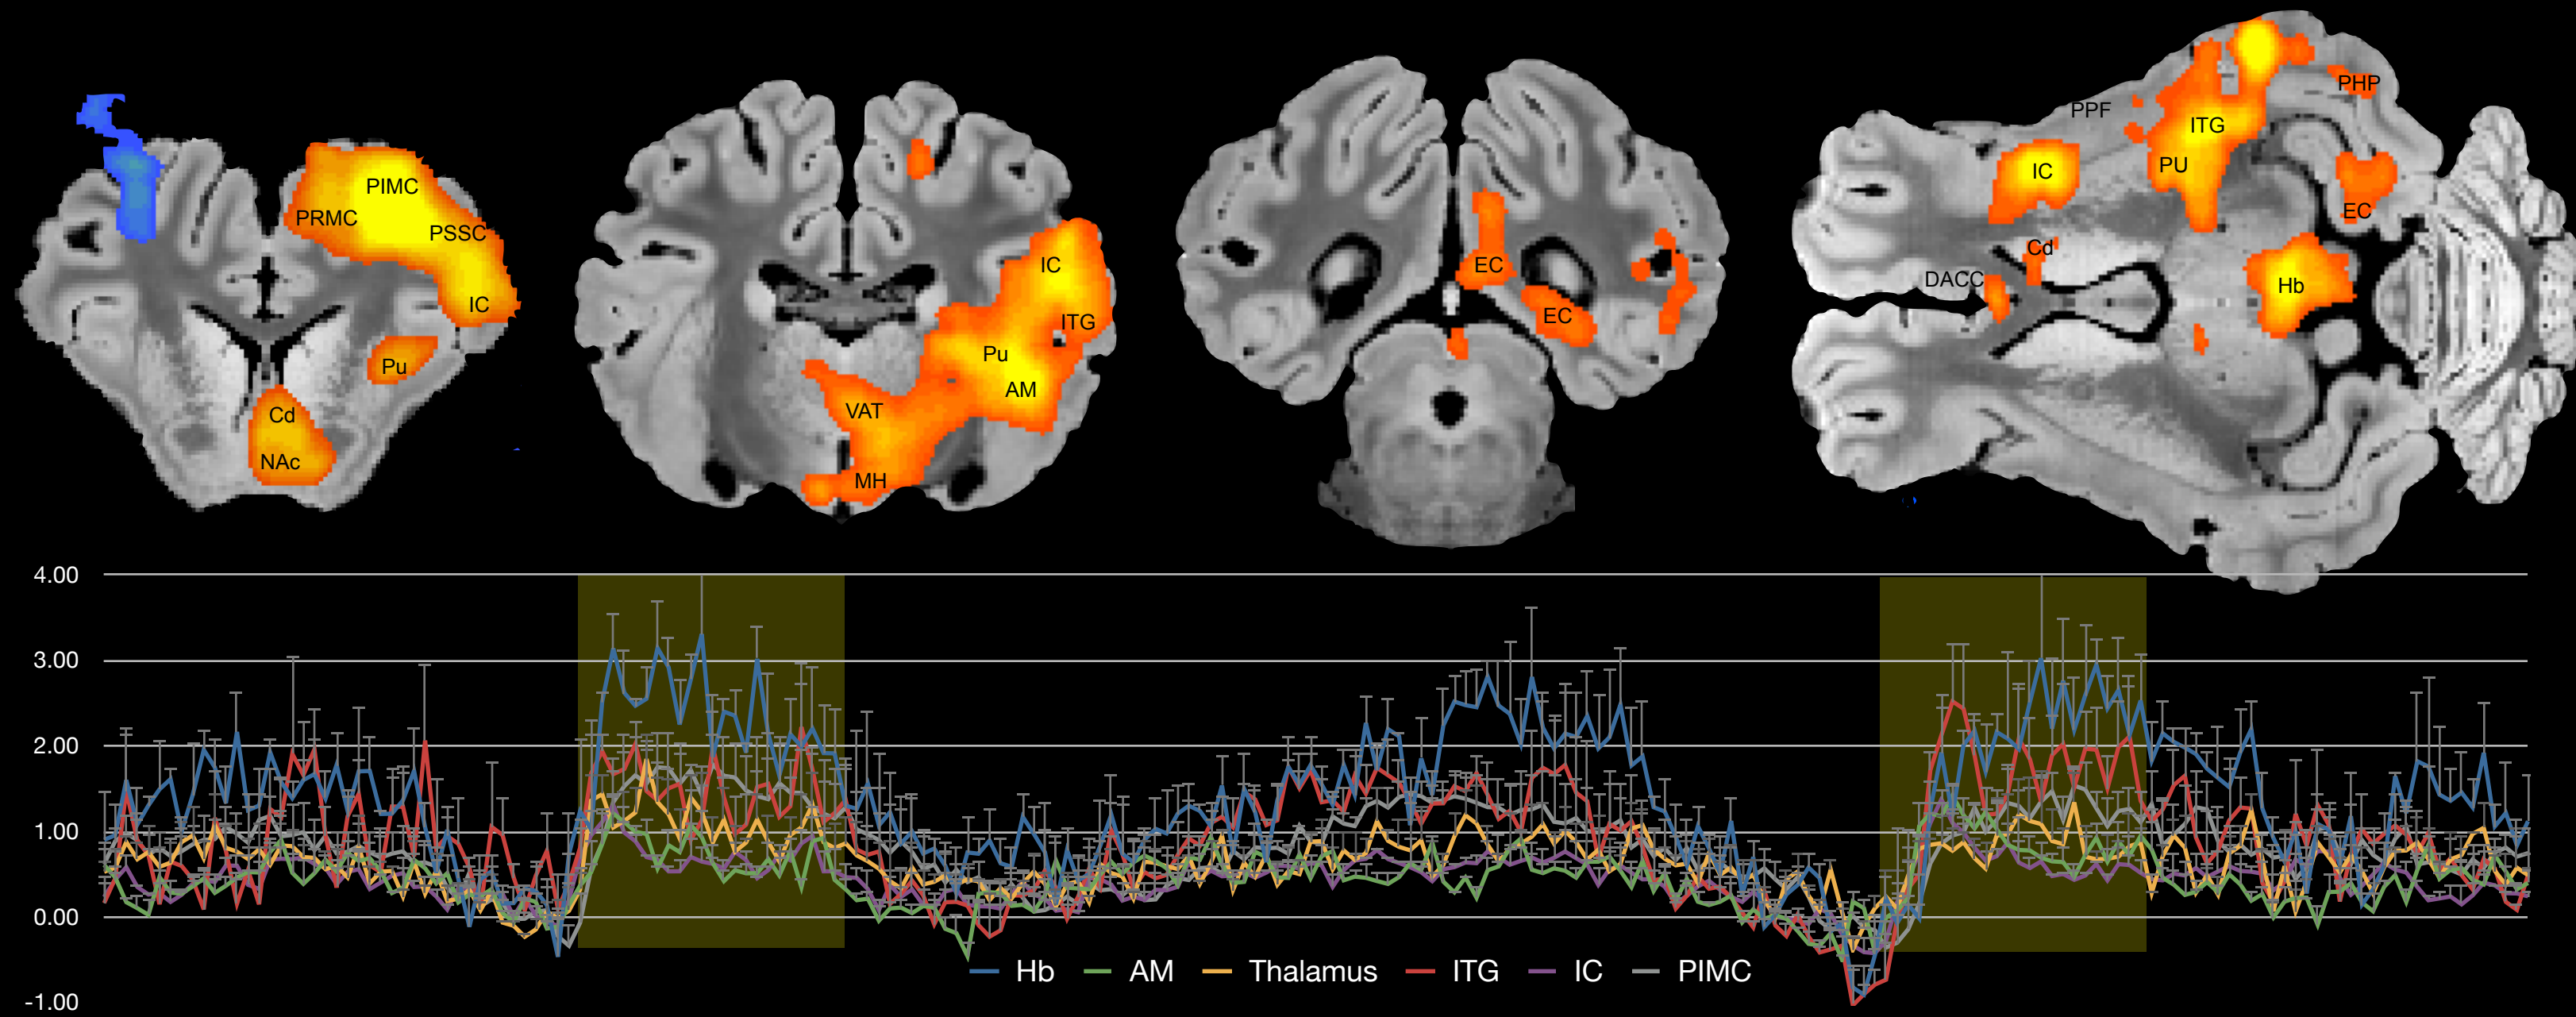 PIMC
PRMC
PSSC
IC
Pu
Cd
NAc
IC
ITG
Pu
AM
VAT
MH
EC
EC
PHP
PPF
ITG
IC
PU
EC
Cd
DACC
Hb
4.00
3.00
2.00
1.00
0.00
-1.00
Hb AM Thalamus ITG IC PIMC